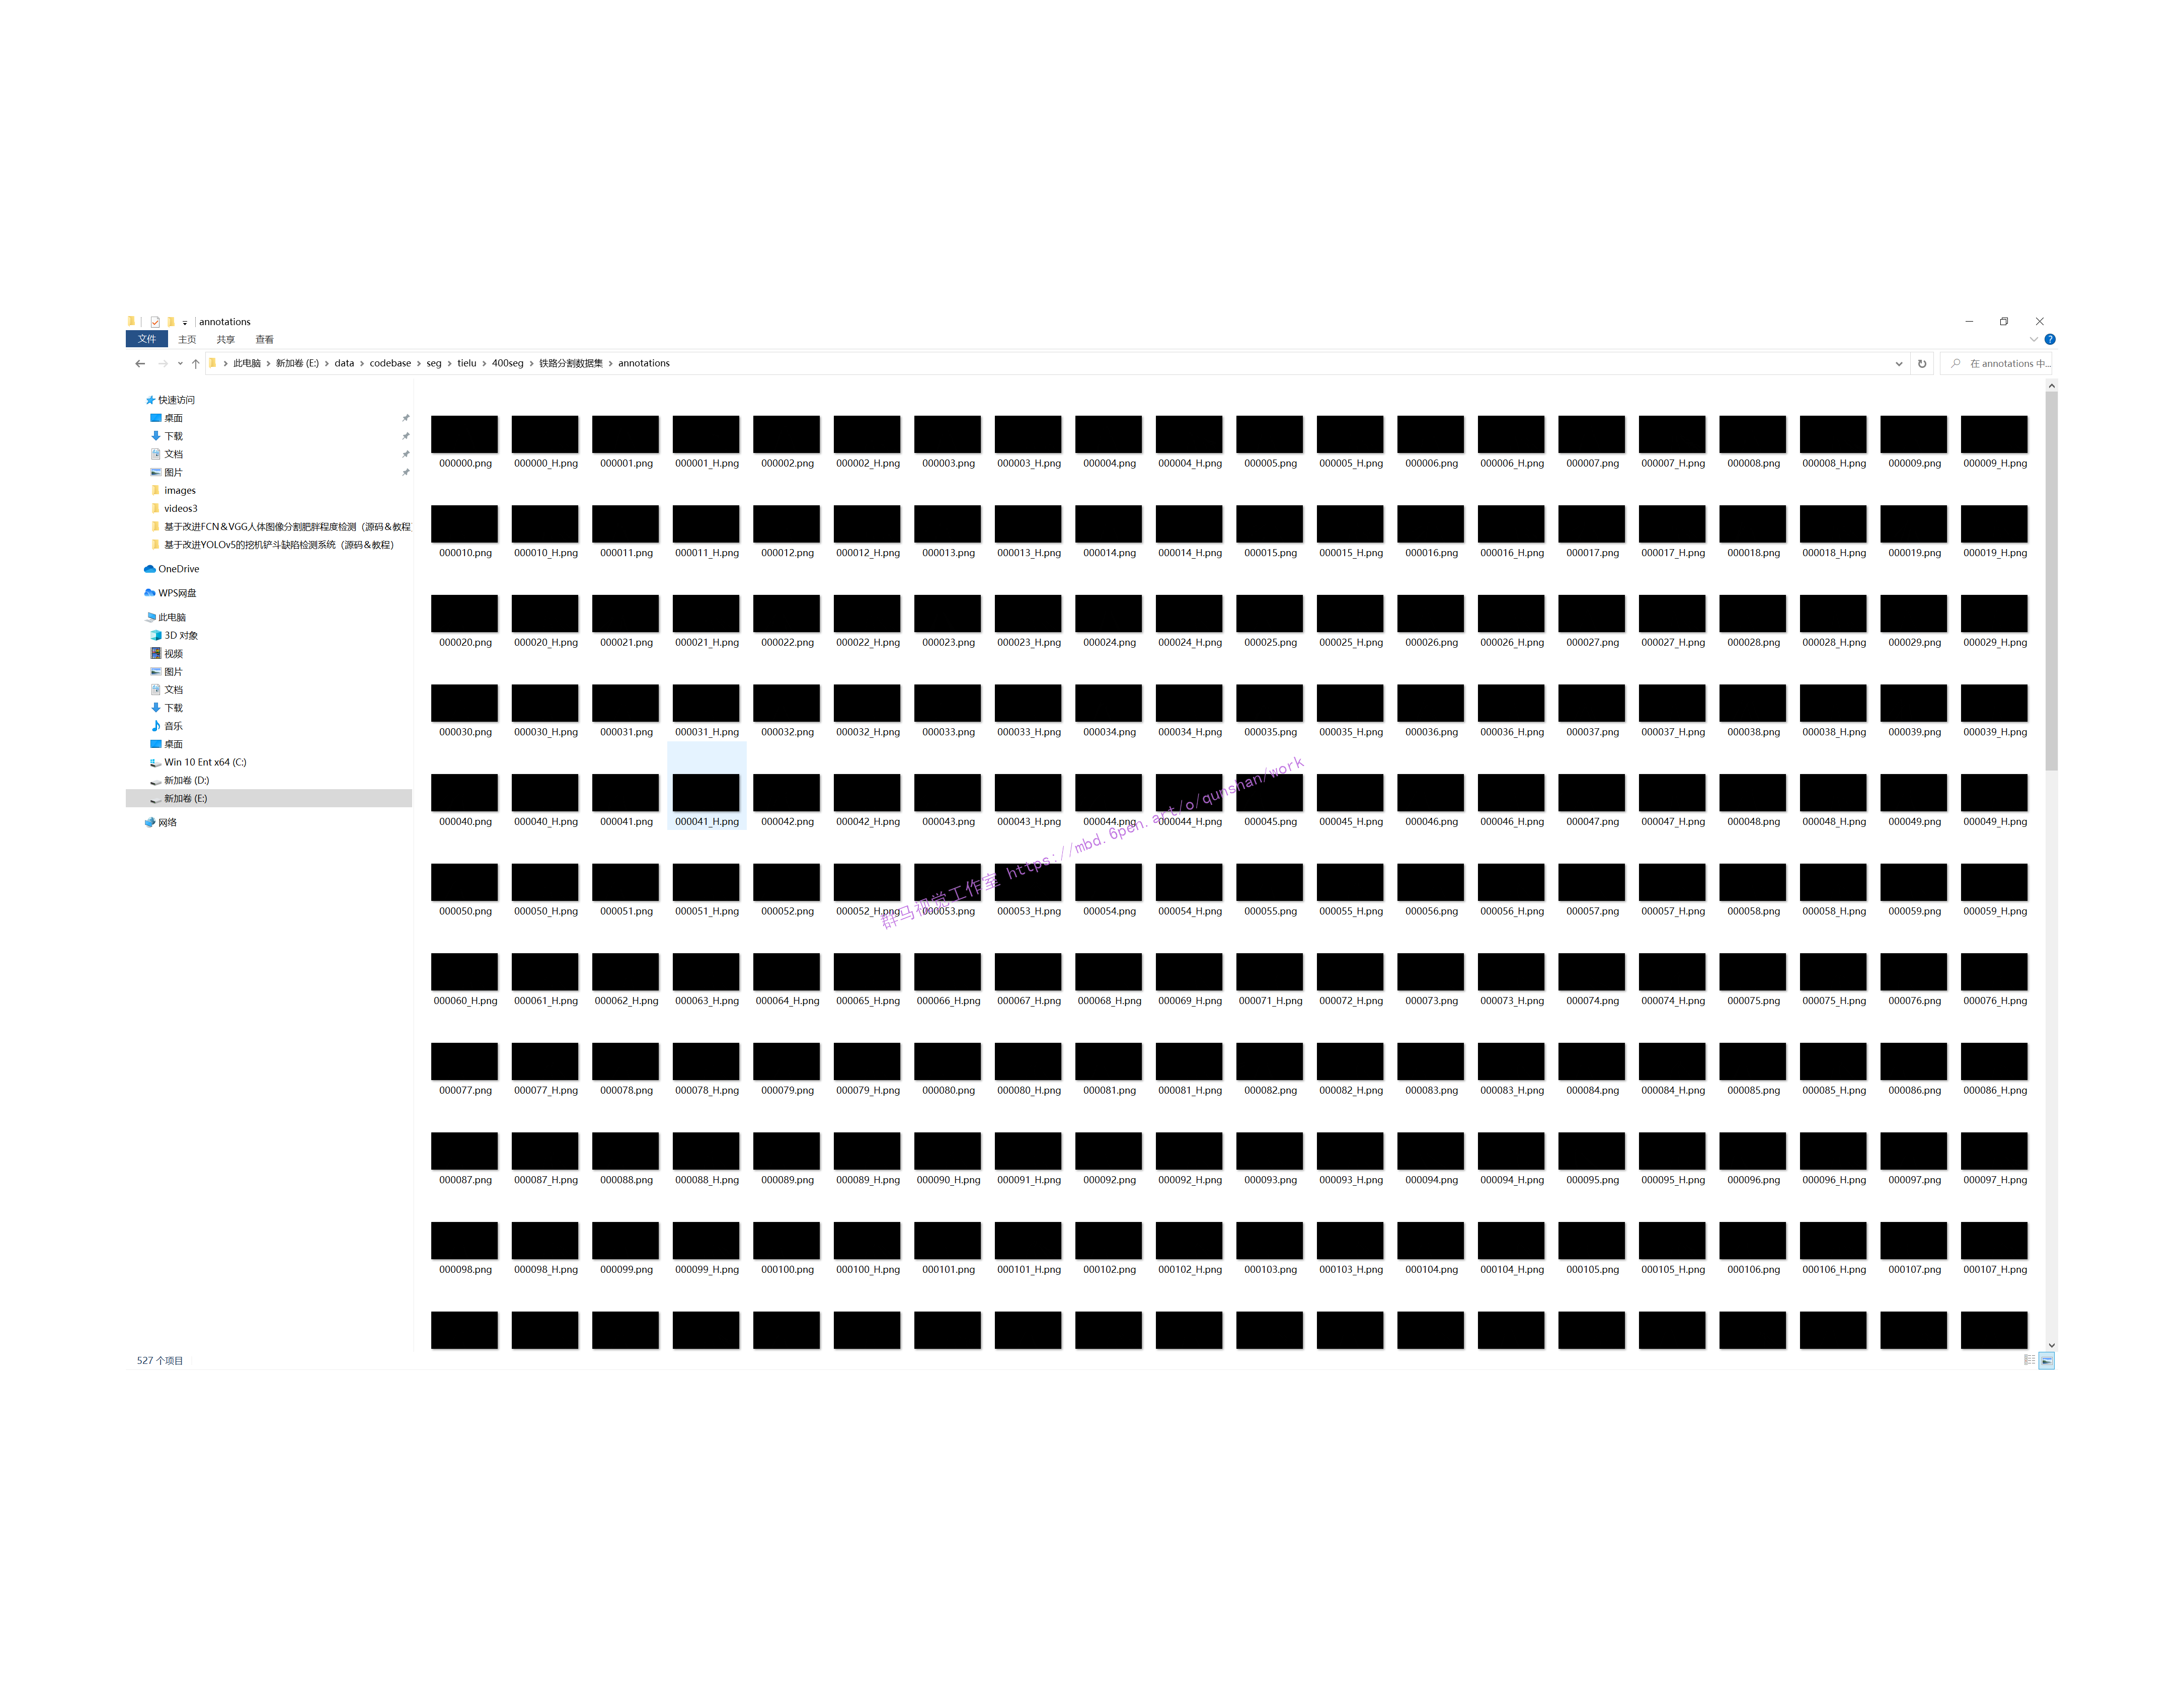 annotations
文件 主页 共享 查看
此电脑 新加卷 (E:) data codebase seg tielu 400seg 铁路分割数据集 annotations
在 annotations 中...
快速访问
桌面
下载
文档
图片
images
videos3
基于改进FCN&VGG人体图像分割肥胖程度检测（源码&教程
基于改进YOLOv5的挖机铲斗缺陷检测系统（源码&教程）
OneDrive
WPS网盘
此电脑
3D 对象
视频
图片
文档
下载
音乐
桌面
Win 10 Ent x64 (C:)
新加卷 (D:)
新加卷 (E:)
网络
000000.png 000000_H.png 000001.png 000001_H.png 000002.png 000002_H.png 000003.png 000003_H.png 000004.png 000004_H.png 000005.png 000005_H.png 000006.png 000006_H.png 000007.png 000007_H.png 000008.png 000008_H.png 000009.png 000009_H.png
000010.png 000010_H.png 000011.png 000011_H.png 000012.png 000012_H.png 000013.png 000013_H.png 000014.png 000014_H.png 000015.png 000015_H.png 000016.png 000016_H.png 000017.png 000017_H.png 000018.png 000018_H.png 000019.png 000019_H.png
000020.png 000020_H.png 000021.png 000021_H.png 000022.png 000022_H.png 000023.png 000023_H.png 000024.png 000024_H.png 000025.png 000025_H.png 000026.png 000026_H.png 000027.png 000027_H.png 000028.png 000028_H.png 000029.png 000029_H.png
000030.png 000030_H.png 000031.png 000031_H.png 000032.png 000032_H.png 000033.png 000033_H.png 000034.png 000034_H.png 000035.png 000035_H.png 000036.png 000036_H.png 000037.png 000037_H.png 000038.png 000038_H.png 000039.png 000039_H.png
000040.png 000040_H.png 000041.png 000041_H.png 000042.png 000042_H.png 000043.png 000043_H.png 000044.png 000044_H.png 000045.png 000045_H.png 000046.png 000046_H.png 000047.png 000047_H.png 000048.png 000048_H.png 000049.png 000049_H.png
000050.png 000050_H.png 000051.png 000051_H.png 000052.png 000052_H.png 000053.png 000053_H.png 000054.png 000054_H.png 000055.png 000055_H.png 000056.png 000056_H.png 000057.png 000057_H.png 000058.png 000058_H.png 000059.png 000059_H.png
000060_H.png 000061_H.png 000062_H.png 000063_H.png 000064_H.png 000065_H.png 000066_H.png 000067_H.png 000068_H.png 000069_H.png 000071_H.png 000072_H.png 000073.png 000073_H.png 000074.png 000074_H.png 000075.png 000075_H.png 000076.png 000076_H.png
000077.png 000077_H.png 000078.png 000078_H.png 000079.png 000079_H.png 000080.png 000080_H.png 000081.png 000081_H.png 000082.png 000082_H.png 000083.png 000083_H.png 000084.png 000084_H.png 000085.png 000085_H.png 000086.png 000086_H.png
000087.png 000087_H.png 000088.png 000088_H.png 000089.png 000089_H.png 000090_H.png 000091_H.png 000092.png 000092_H.png 000093.png 000093_H.png 000094.png 000094_H.png 000095.png 000095_H.png 000096.png 000096_H.png 000097.png 000097_H.png
000098.png 000098_H.png 000099.png 000099_H.png 000100.png 000100_H.png 000101.png 000101_H.png 000102.png 000102_H.png 000103.png 000103_H.png 000104.png 000104_H.png 000105.png 000105_H.png 000106.png 000106_H.png 000107.png 000107_H.png
群马视觉工作室 https://mbd.6pen.art/o/qunshan/work
527 个项目